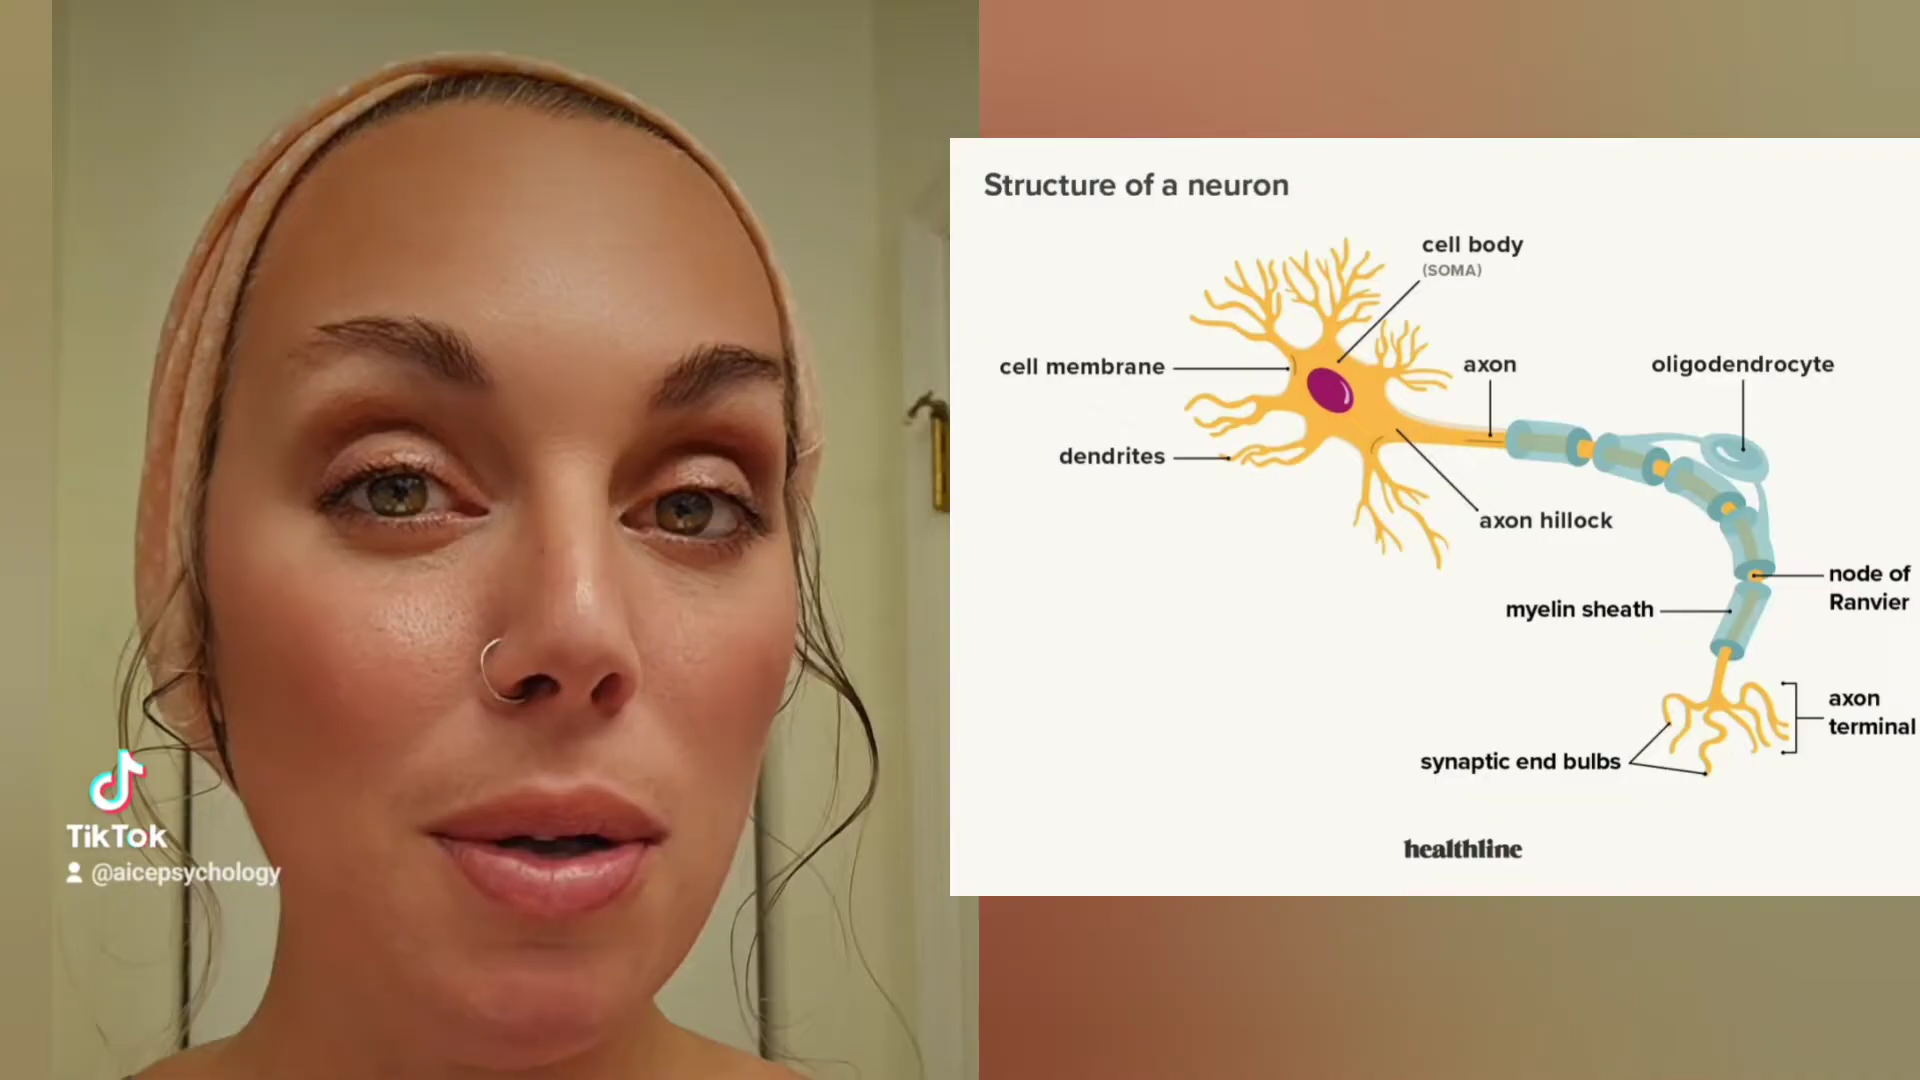 TikTok
@aicepsychology
Structure of a neuron
cell body
(SOMA)
cell membrane
axon
oligodendrocyte
dendrites
axon hillock
node of
Ranvier
myelin sheath
axon
terminal
synaptic end bulbs
healthline